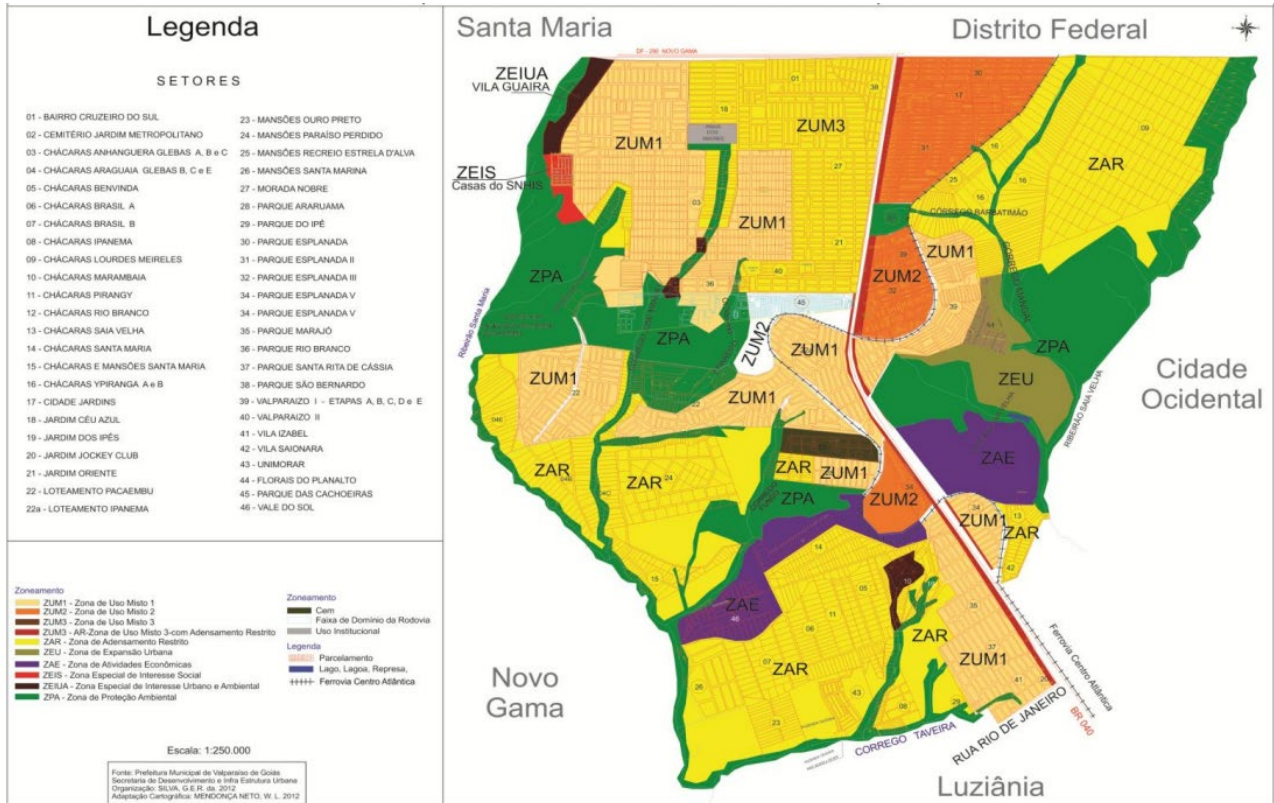 Legenda
SETORES
01 - BAIRRO CRUZEIRO DO SUL
02 - CEMITÉRIO JARDIM METROPOLITANO
03 - CHÁCARAS ANHANGUERA GLEBAS A, B e C
04 - CHÁCARAS ARAGUAIA GLEBAS B, C e E
05 - CHÁCARAS BENVINDA
06 - CHÁCARAS BRASIL A
07 - CHÁCARAS BRASIL B
08 - CHÁCARAS IPANEMA
09 - CHÁCARAS LOURDES MEIRELES
10 - CHÁCARAS MARAMBAIA
11 - CHÁCARAS PIRANGY
12 - CHÁCARAS RIO BRANCO
13 - CHÁCARAS SAIA VELHA
14 - CHÁCARAS SANTA MARIA
15 - CHÁCARAS E MANSÕES SANTA MARIA
16 - CHÁCARAS YPIRANGA A e B
17 - CIDADE JARDINS
18 - JARDIM CÉU AZUL
19 - JARDIM DOS IPÊS
20 - JARDIM JOCKEY CLUB
21 - JARDIM ORIENTE
22 - LOTEAMENTO PACAEMBU
22a - LOTEAMENTO IPANEMA
23 - MANSÕES OURO PRETO
24 - MANSÕES PARAÍSO PERDIDO
25 - MANSÕES RECREIO ESTRELA D'ALVA
26 - MANSÕES SANTA MARINA
27 - MORADA NOBRE
28 - PARQUE ARARUAMA
29 - PARQUE DO IPÊ
30 - PARQUE ESPLANADA
31 - PARQUE ESPLANADA II
32 - PARQUE ESPLANADA III
34 - PARQUE ESPLANADA V
34 - PARQUE ESPLANADA V
35 - PARQUE MARAJÓ
36 - PARQUE RIO BRANCO
37 - PARQUE SANTA RITA DE CÁSSIA
38 - PARQUE SÃO BERNARDO
39 - VALPARAIZO I - ETAPAS A, B, C, D e E
40 - VALPARAIZO II
41 - VILA IZABEL
42 - VILA SAIONARA
43 - UNIMORAR
44 - FLORAIS DO PLANALTO
45 - PARQUE DAS CACHOEIRAS
46 - VALE DO SOL
Zoneamento
ZUM1 - Zona de Uso Misto 1
ZUM2 - Zona de Uso Misto 2
ZUM3 - Zona de Uso Misto 3
ZUM3 - AR-Zona de Uso Misto 3-com Adensamento Restrito
ZAR - Zona de Adensamento Restrito
ZEU - Zona de Expansão Urbana
ZAE - Zona de Atividades Econômicas
ZEIS - Zona Especial de Interesse Social
ZEIUA - Zona Especial de Interesse Urbano e Ambiental
ZPA - Zona de Proteção Ambiental
Zoneamento
Cem
Faixa de Domínio da Rodovia
Uso Institucional
Legenda
Parcelamento
Lago, Lagoa, Represa,
Ferrovia Centro Atlântica
Escala: 1:250.000
Fonte: Prefeitura Municipal de Valparaíso de Goiás
Secretaria de Desenvolvimento e Infra Estrutura Urbana
Organização: SILVA, G.E.R. da. 2012
Adaptação Cartográfica: MENDONÇA NETO, W. L. 2012
Santa Maria
Distrito Federal
DF - 290 NOVO GAMA
ZEIUA
VILA GUAIRA
ZUM1
ZUM3
ZAR
ZEIS
Casas do SNHIS
CÓRREGO BARBATIMÃO
ZUM1
ZUM1
ZUM2
ZPA
Ribeirão Santa Maria
ZPA
ZUM2
ZUM1
ZPA
ZEU
Cidade
Ocidental
RIBEIRÃO SAIA VELHA
ZUM1
ZUM1
ZAE
ZAR
ZAR
ZAR
ZUM1
ZPA
ZUM2
ZUM1
ZAR
ZAE
ZAR
ZAR
ZUM1
Ferrovia Centro Atlântica
BR 040
RUA RIO DE JANEIRO
CORREGO TAVEIRA
Novo
Gama
Luziânia